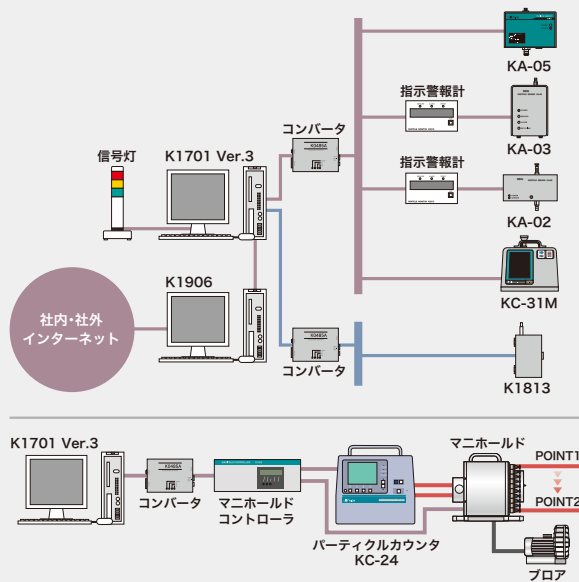 KA-05
指示警報計
コンバータ
K0485A
KA-03
信号灯
K1701 Ver.3
指示警報計
KA-02
K1906
KC-31M
社内・社外
インターネット
K0485A
コンバータ
K1813
K1701 Ver.3
マニホールド
POINT1
K0485A
コンバータ
マニホールド
コントローラ
POINT2
パーティクルカウンタ
KC-24
ブロア